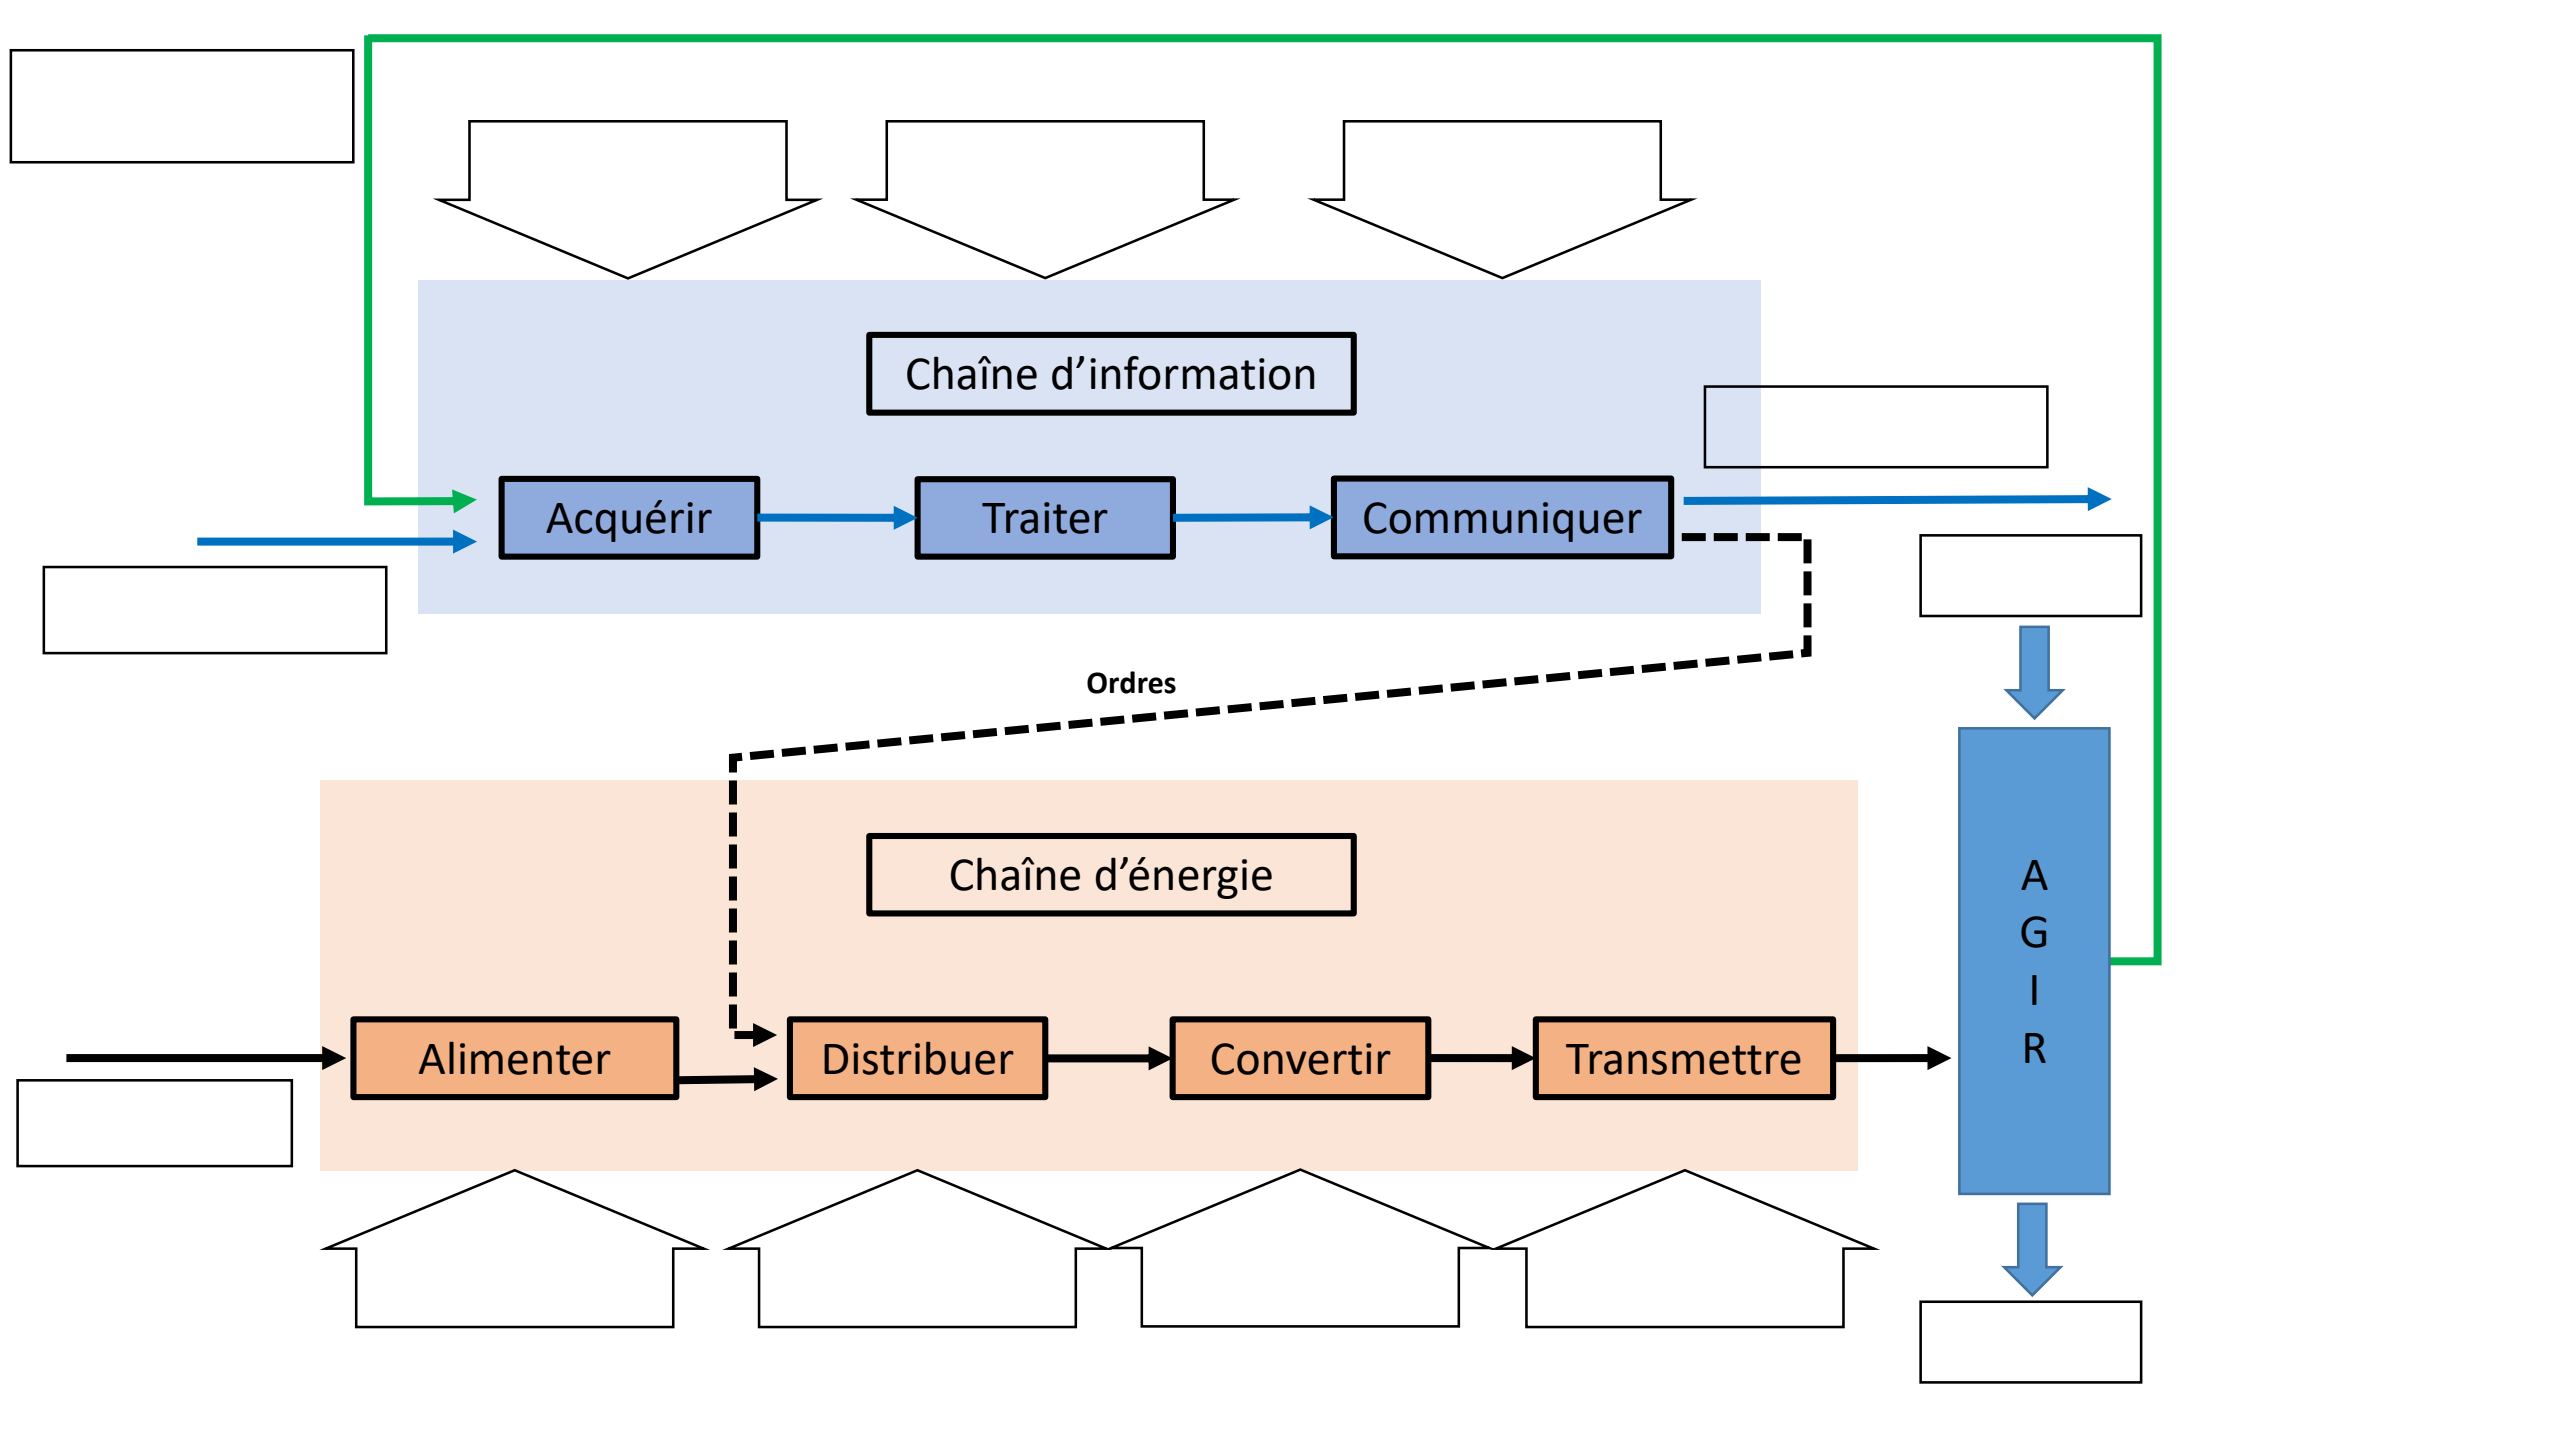 Chaîne d’information
Acquérir
Traiter
Communiquer
Ordres
Chaîne d’énergie
Alimenter
Distribuer
Convertir
Transmettre
A
G
I
R